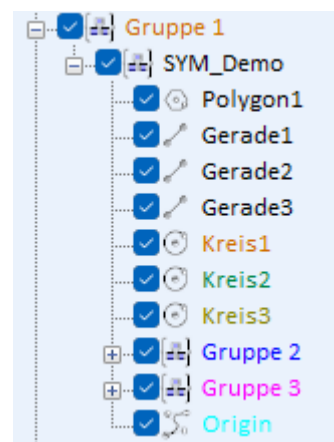 Gruppe 1
SYM_Demo
Polygon1
Gerade1
Gerade2
Gerade3
Kreis1
Kreis2
Kreis3
Gruppe 2
Gruppe 3
Origin